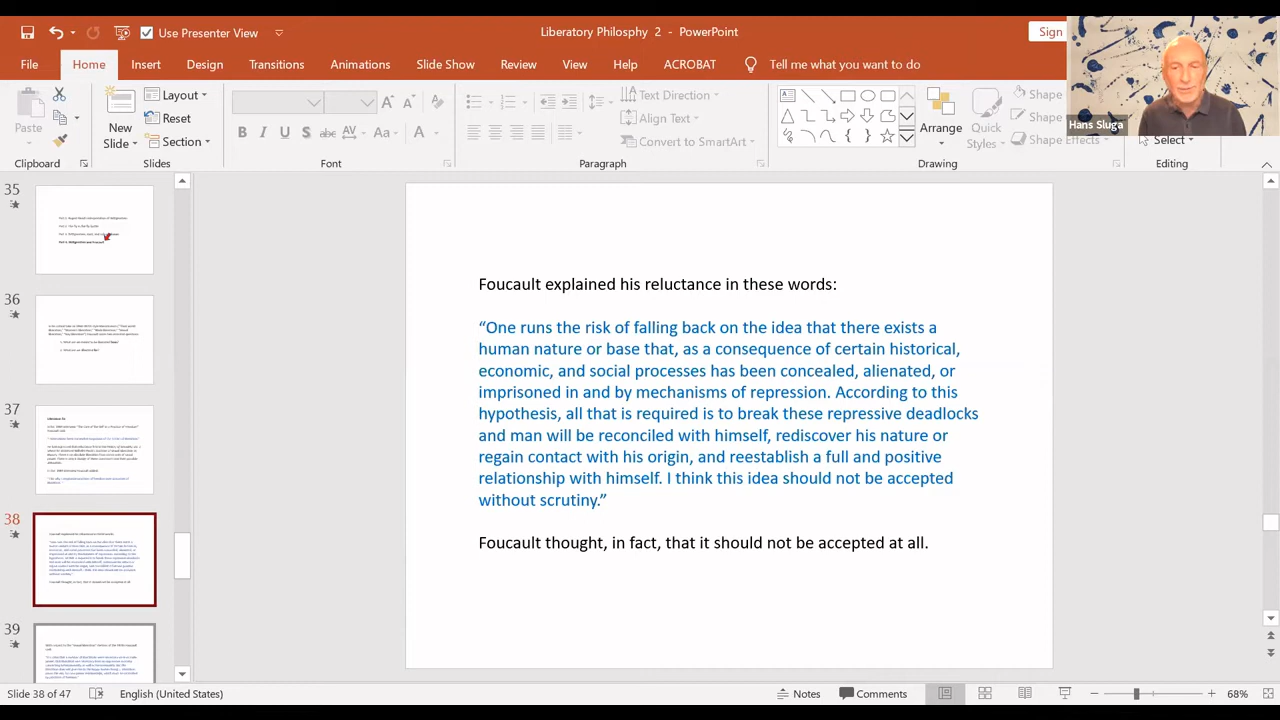 Use Presenter View
Liberatory Philosphy 2 - PowerPoint
Sign
File Home Insert Design Transitions Animations Slide Show Review View Help ACROBAT Tell me what you want to do
Paste
New Slide
Layout
Reset
Section
B I U S abc AV Aa A
Text Direction
Align Text
Convert to SmartArt
Arrange
Quick Styles
Shape
Shape
Shape Effects
Select
Hans Sluga
Clipboard Slides Font Paragraph Drawing Editing
35
36
37
38
39
Foucault explained his reluctance in these words:
“One runs the risk of falling back on the idea that there exists a
human nature or base that, as a consequence of certain historical,
economic, and social processes has been concealed, alienated, or
imprisoned in and by mechanisms of repression. According to this
hypothesis, all that is required is to break these repressive deadlocks
and man will be reconciled with himself, rediscover his nature or
regain contact with his origin, and reestablish a full and positive
relationship with himself. I think this idea should not be accepted
without scrutiny.”
Foucault thought, in fact, that it should not be accepted at all.
Slide 38 of 47 English (United States) Notes Comments 68%